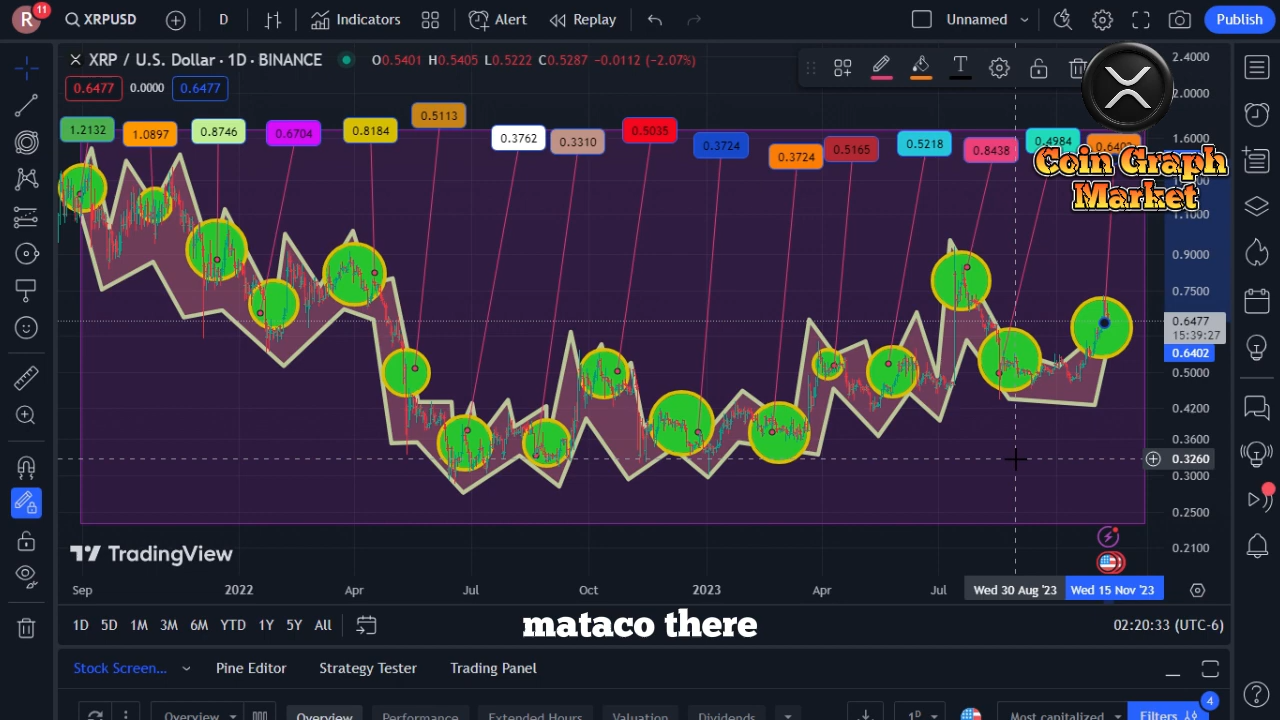 R 11 XRPUSD D Indicators Alert Replay Unnamed Publish
XRP / U.S. Dollar · 1D · BINANCE O0.5401 H0.5405 L0.5222 C0.5287 −0.0112 (−2.07%)
0.6477 0.0000 0.6477
T
2.4000
2.0000
1.6000
1.2132 1.0897 0.8746 0.6704 0.8184 0.5113 0.3762 0.3310 0.5035 0.3724 0.3724 0.5165 0.5218 0.8438 0.4984
Coin Graph
Market
1.1000
0.9000
0.7500
0.6477
15:39:27
0.6402
0.5000
0.4200
0.3600
0.3260
0.3000
0.2500
0.2100
TradingView
Sep 2022 Apr Jul Oct 2023 Apr Jul Wed 30 Aug '23 Wed 15 Nov '23
1D 5D 1M 3M 6M YTD 1Y 5Y All 02:20:33 (UTC-6)
mataco there
Stock Screen... Pine Editor Strategy Tester Trading Panel
Overview Overview Performance Extended Hours Valuation Dividends 1D Most capitalized Filters 4